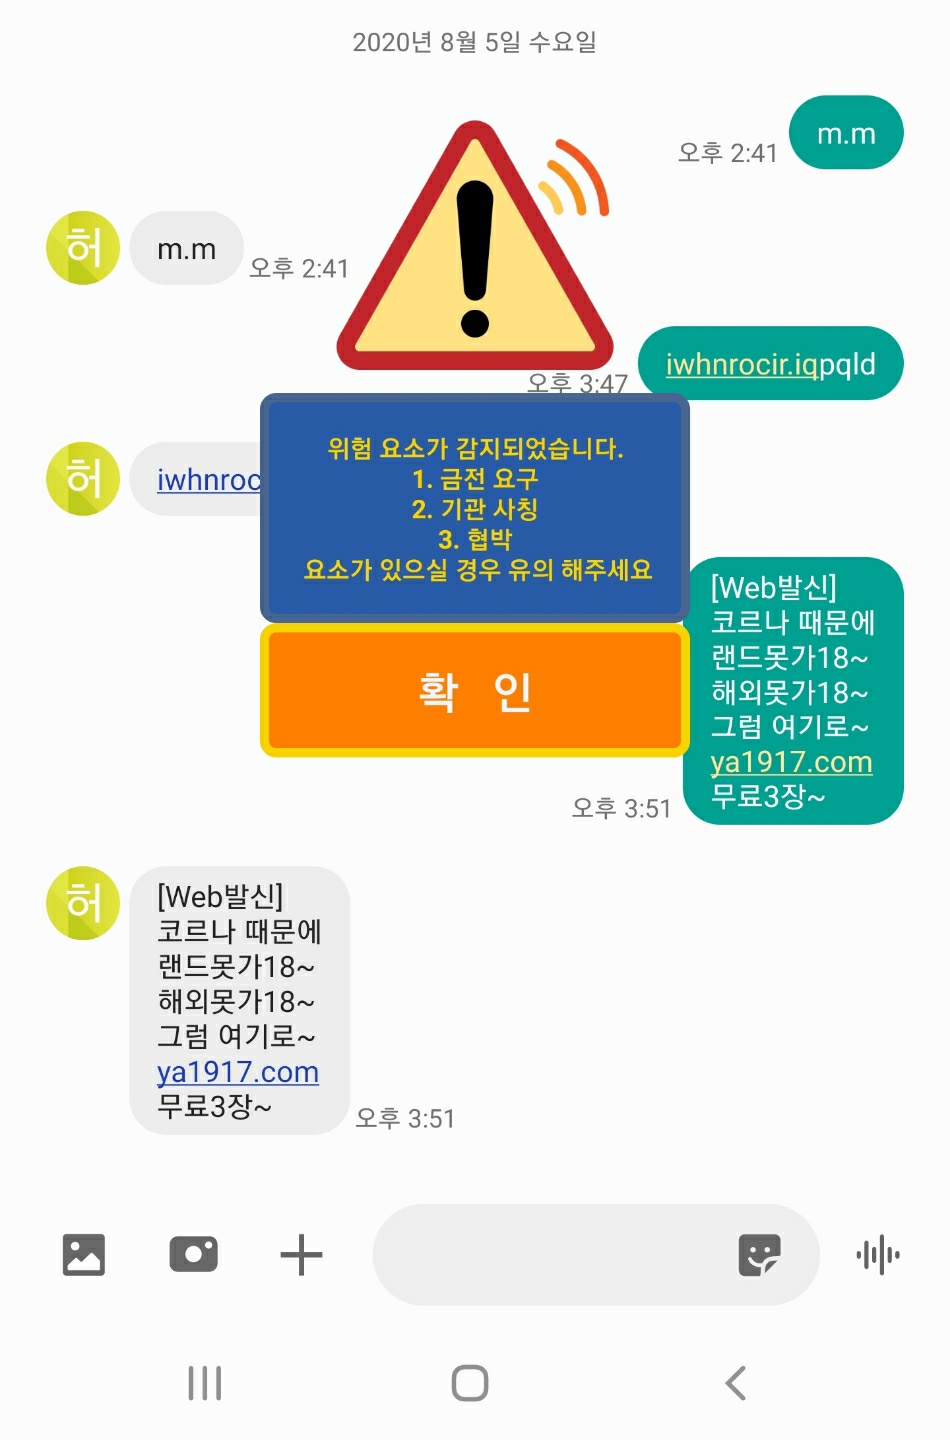 2020년 8월 5일 수요일
m.m
오후 2:41
허
m.m
오후 2:41
iwhnrocir.iqpqld
오후 3:47
허
iwhnroc
위험 요소가 감지되었습니다.
1. 금전 요구
2. 기관 사칭
3. 협박
요소가 있으실 경우 유의 해주세요
확 인
[Web발신]
코르나 때문에
랜드못가18~
해외못가18~
그럼 여기로~
ya1917.com
무료3장~
오후 3:51
허
[Web발신]
코르나 때문에
랜드못가18~
해외못가18~
그럼 여기로~
ya1917.com
무료3장~
오후 3:51